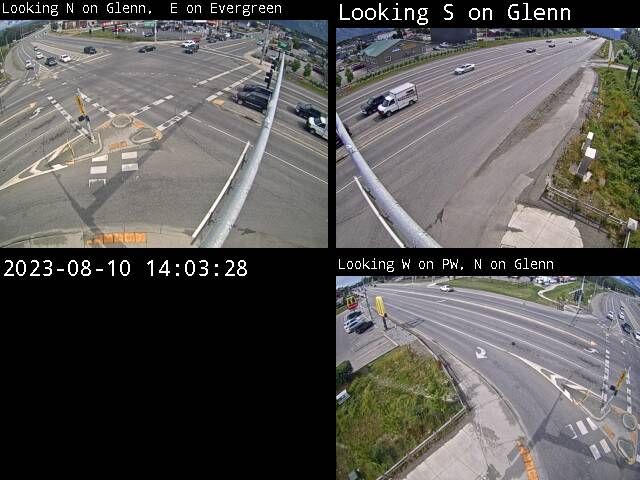 Looking N on Glenn,  E on Evergreen
Looking S on Glenn
2023-08-10 14:03:28
Looking W on PW, N on Glenn